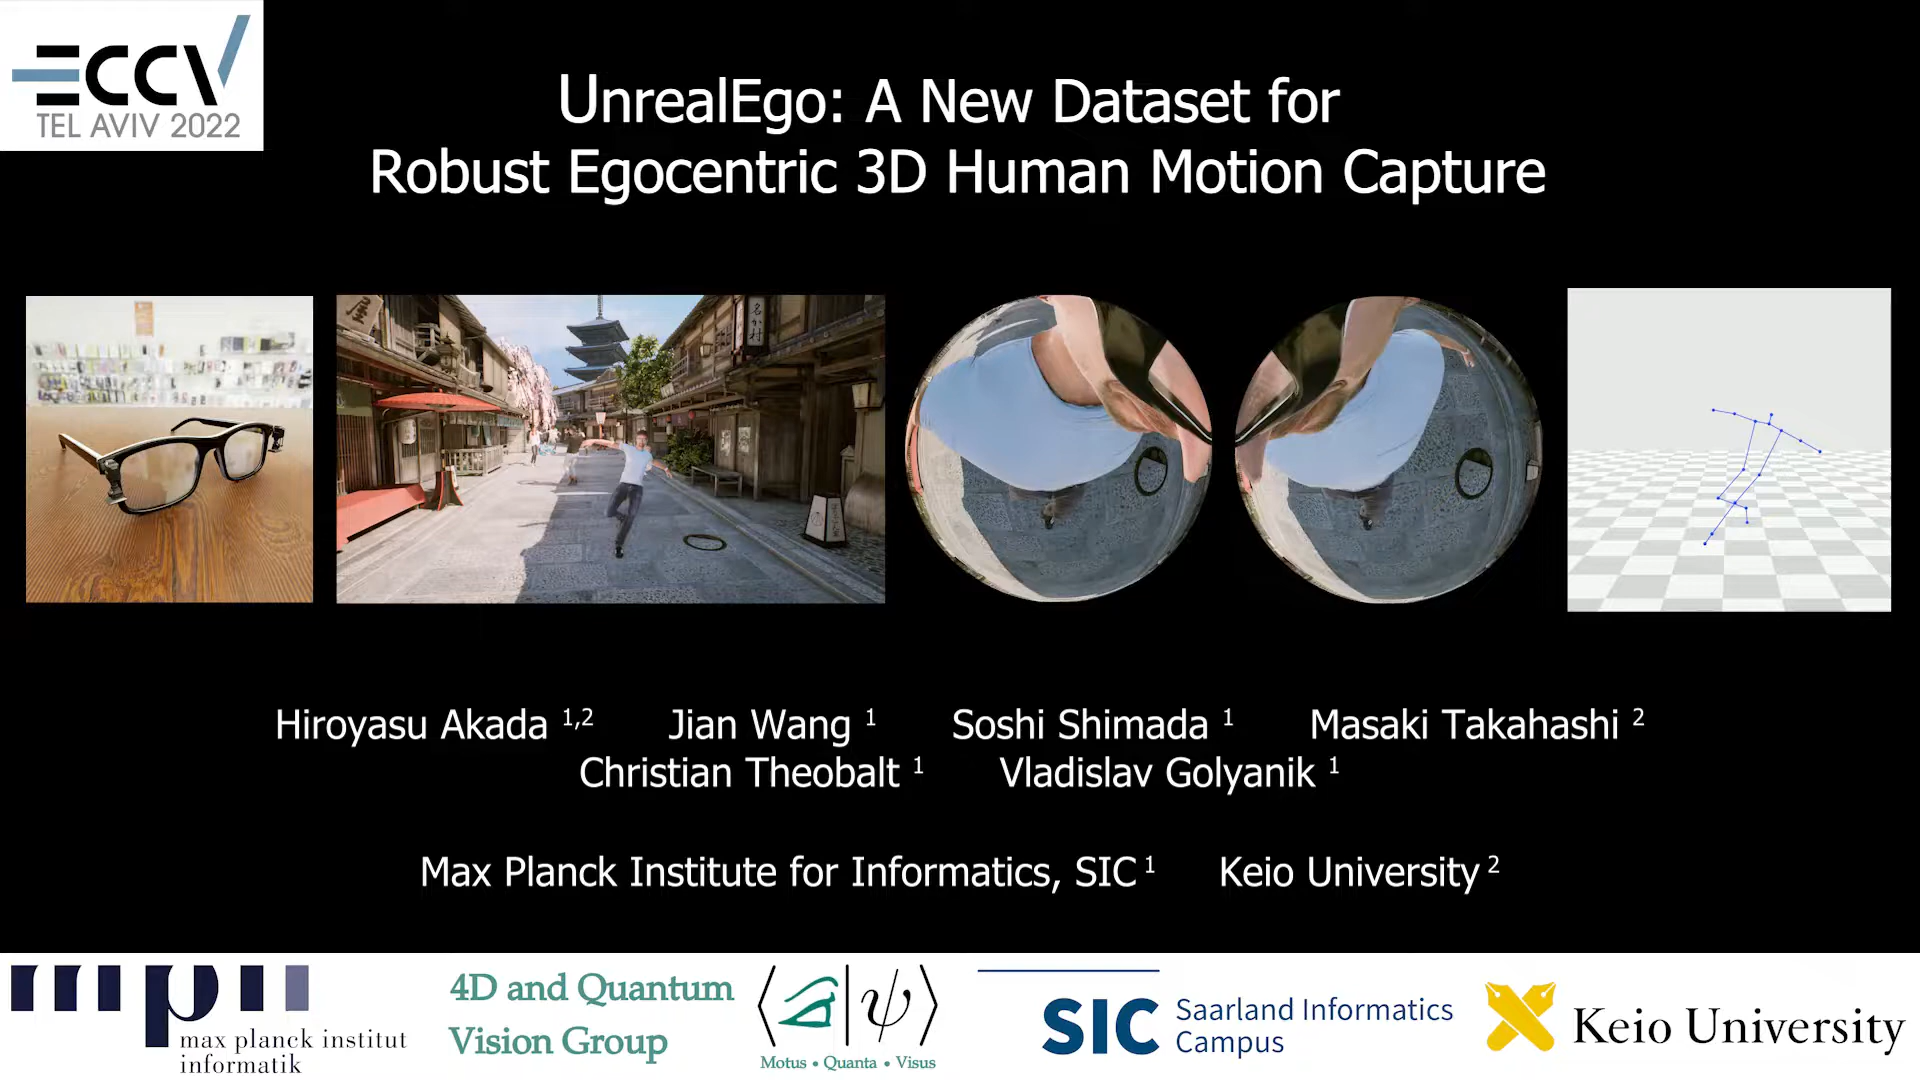 ECCV
TEL AVIV 2022
UnrealEgo: A New Dataset for
Robust Egocentric 3D Human Motion Capture
Hiroyasu Akada 1,2 Jian Wang 1 Soshi Shimada 1 Masaki Takahashi 2
Christian Theobalt 1 Vladislav Golyanik 1
Max Planck Institute for Informatics, SIC 1 Keio University 2
mpii
max planck institut
informatik
4D and Quantum
Vision Group
⟨ | ψ⟩
Motus • Quanta • Visus
SIC Saarland Informatics
Campus
Keio University